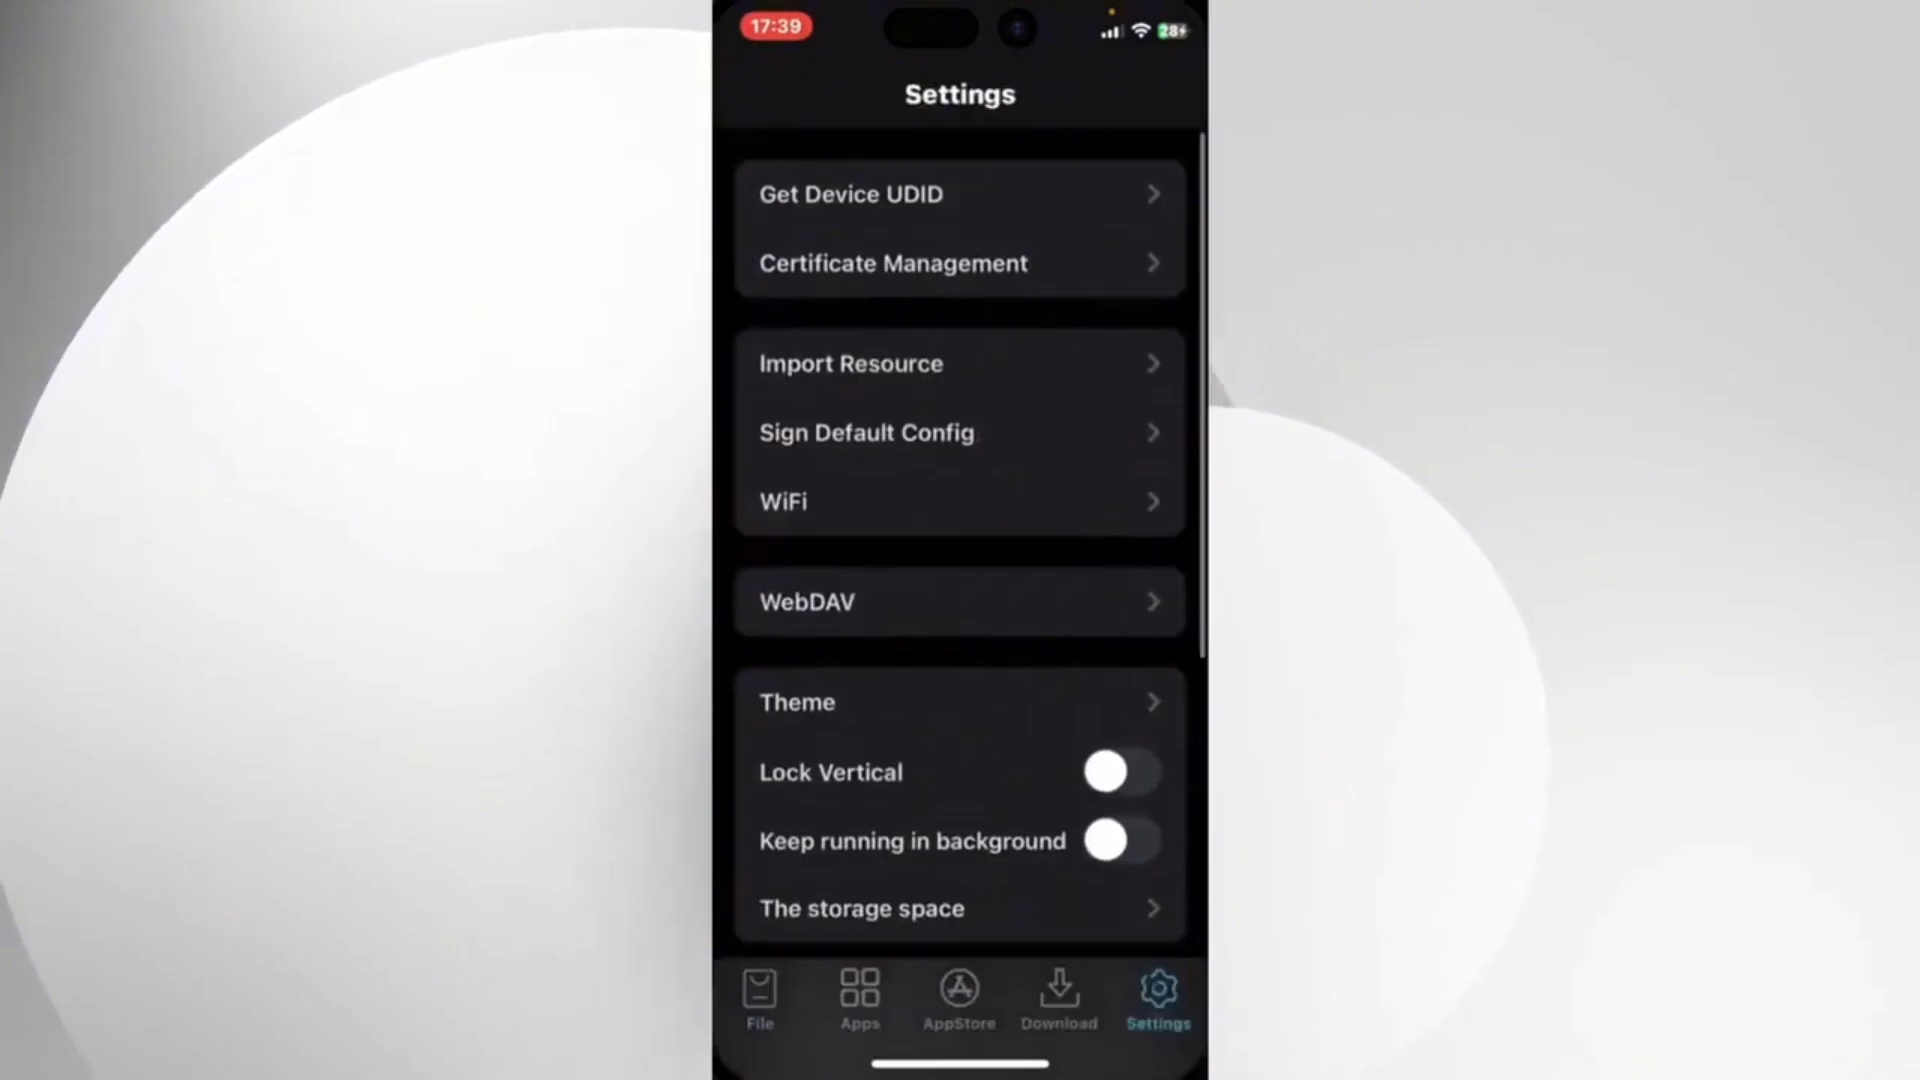 17:39
28
Settings
Get Device UDID
Certificate Management
Import Resource
Sign Default Config
WiFi
WebDAV
Theme
Lock Vertical
Keep running in background
The storage space
File
Apps
AppStore
Download
Settings